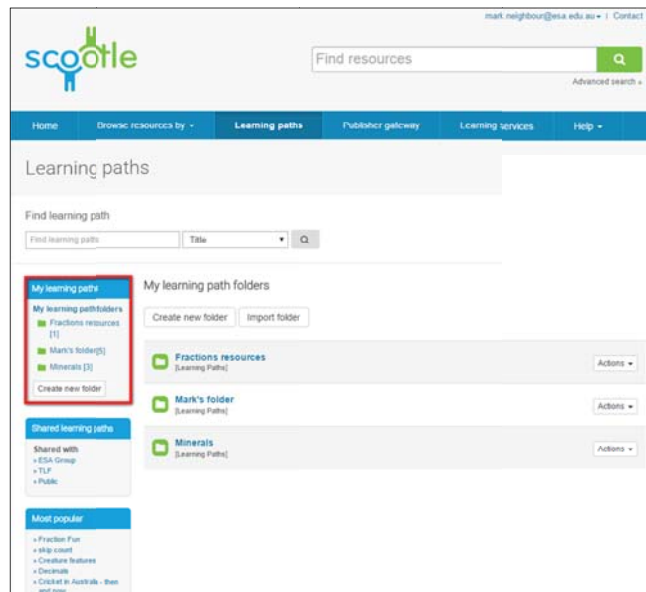 mark.neighbour@esa.edu.au | Contact
scootle
Find resources
Advanced search »
Home Browse resources by Learning paths Publisher gateway Learning services Help
Learning paths
Find learning path
Find learning paths Title
My learning paths
My learning pathfolders
Fractions resources
[1]
Mark's folder[5]
Minerals [3]
Create new folder
Shared learning paths
Shared with
» ESA Group
» TLF
» Public
Most popular
» Fraction Fun
» skip count
» Creature features
» Decimals
» Cricket in Australia - then
and now
My learning path folders
Create new folder Import folder
Fractions resources
[Learning Paths]
Actions
Mark's folder
[Learning Paths]
Actions
Minerals
[Learning Paths]
Actions